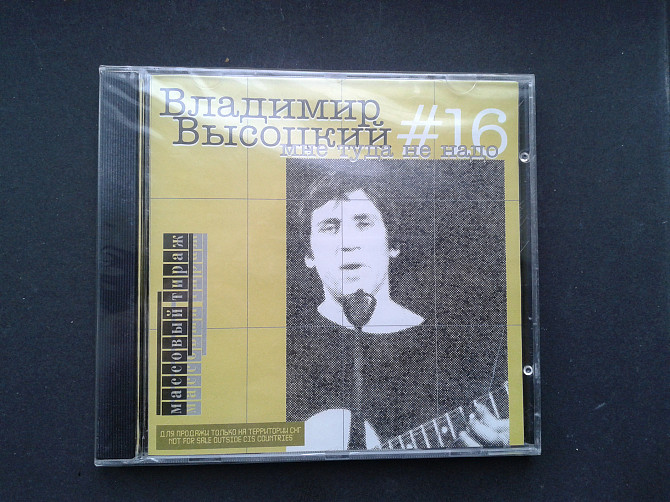 Владимир
Высоцкий #16
мне туда не надо
массовый тираж
ДЛЯ ПРОДАЖИ ТОЛЬКО НА ТЕРРИТОРИИ СНГ
NOT FOR SALE OUTSIDE CIS COUNTRIES